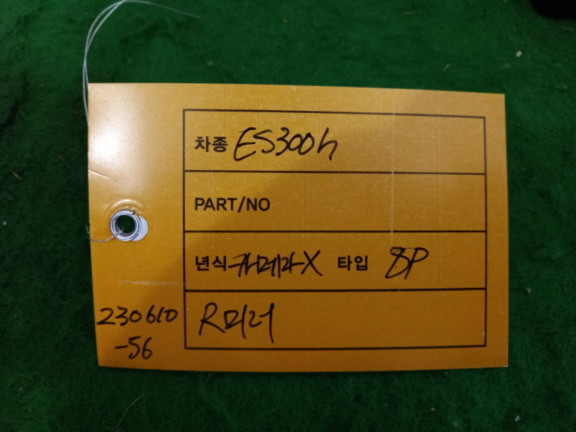 차종 ES300h
PART/NO
년식 카메라X 타입 8P
R미러
230610
-56